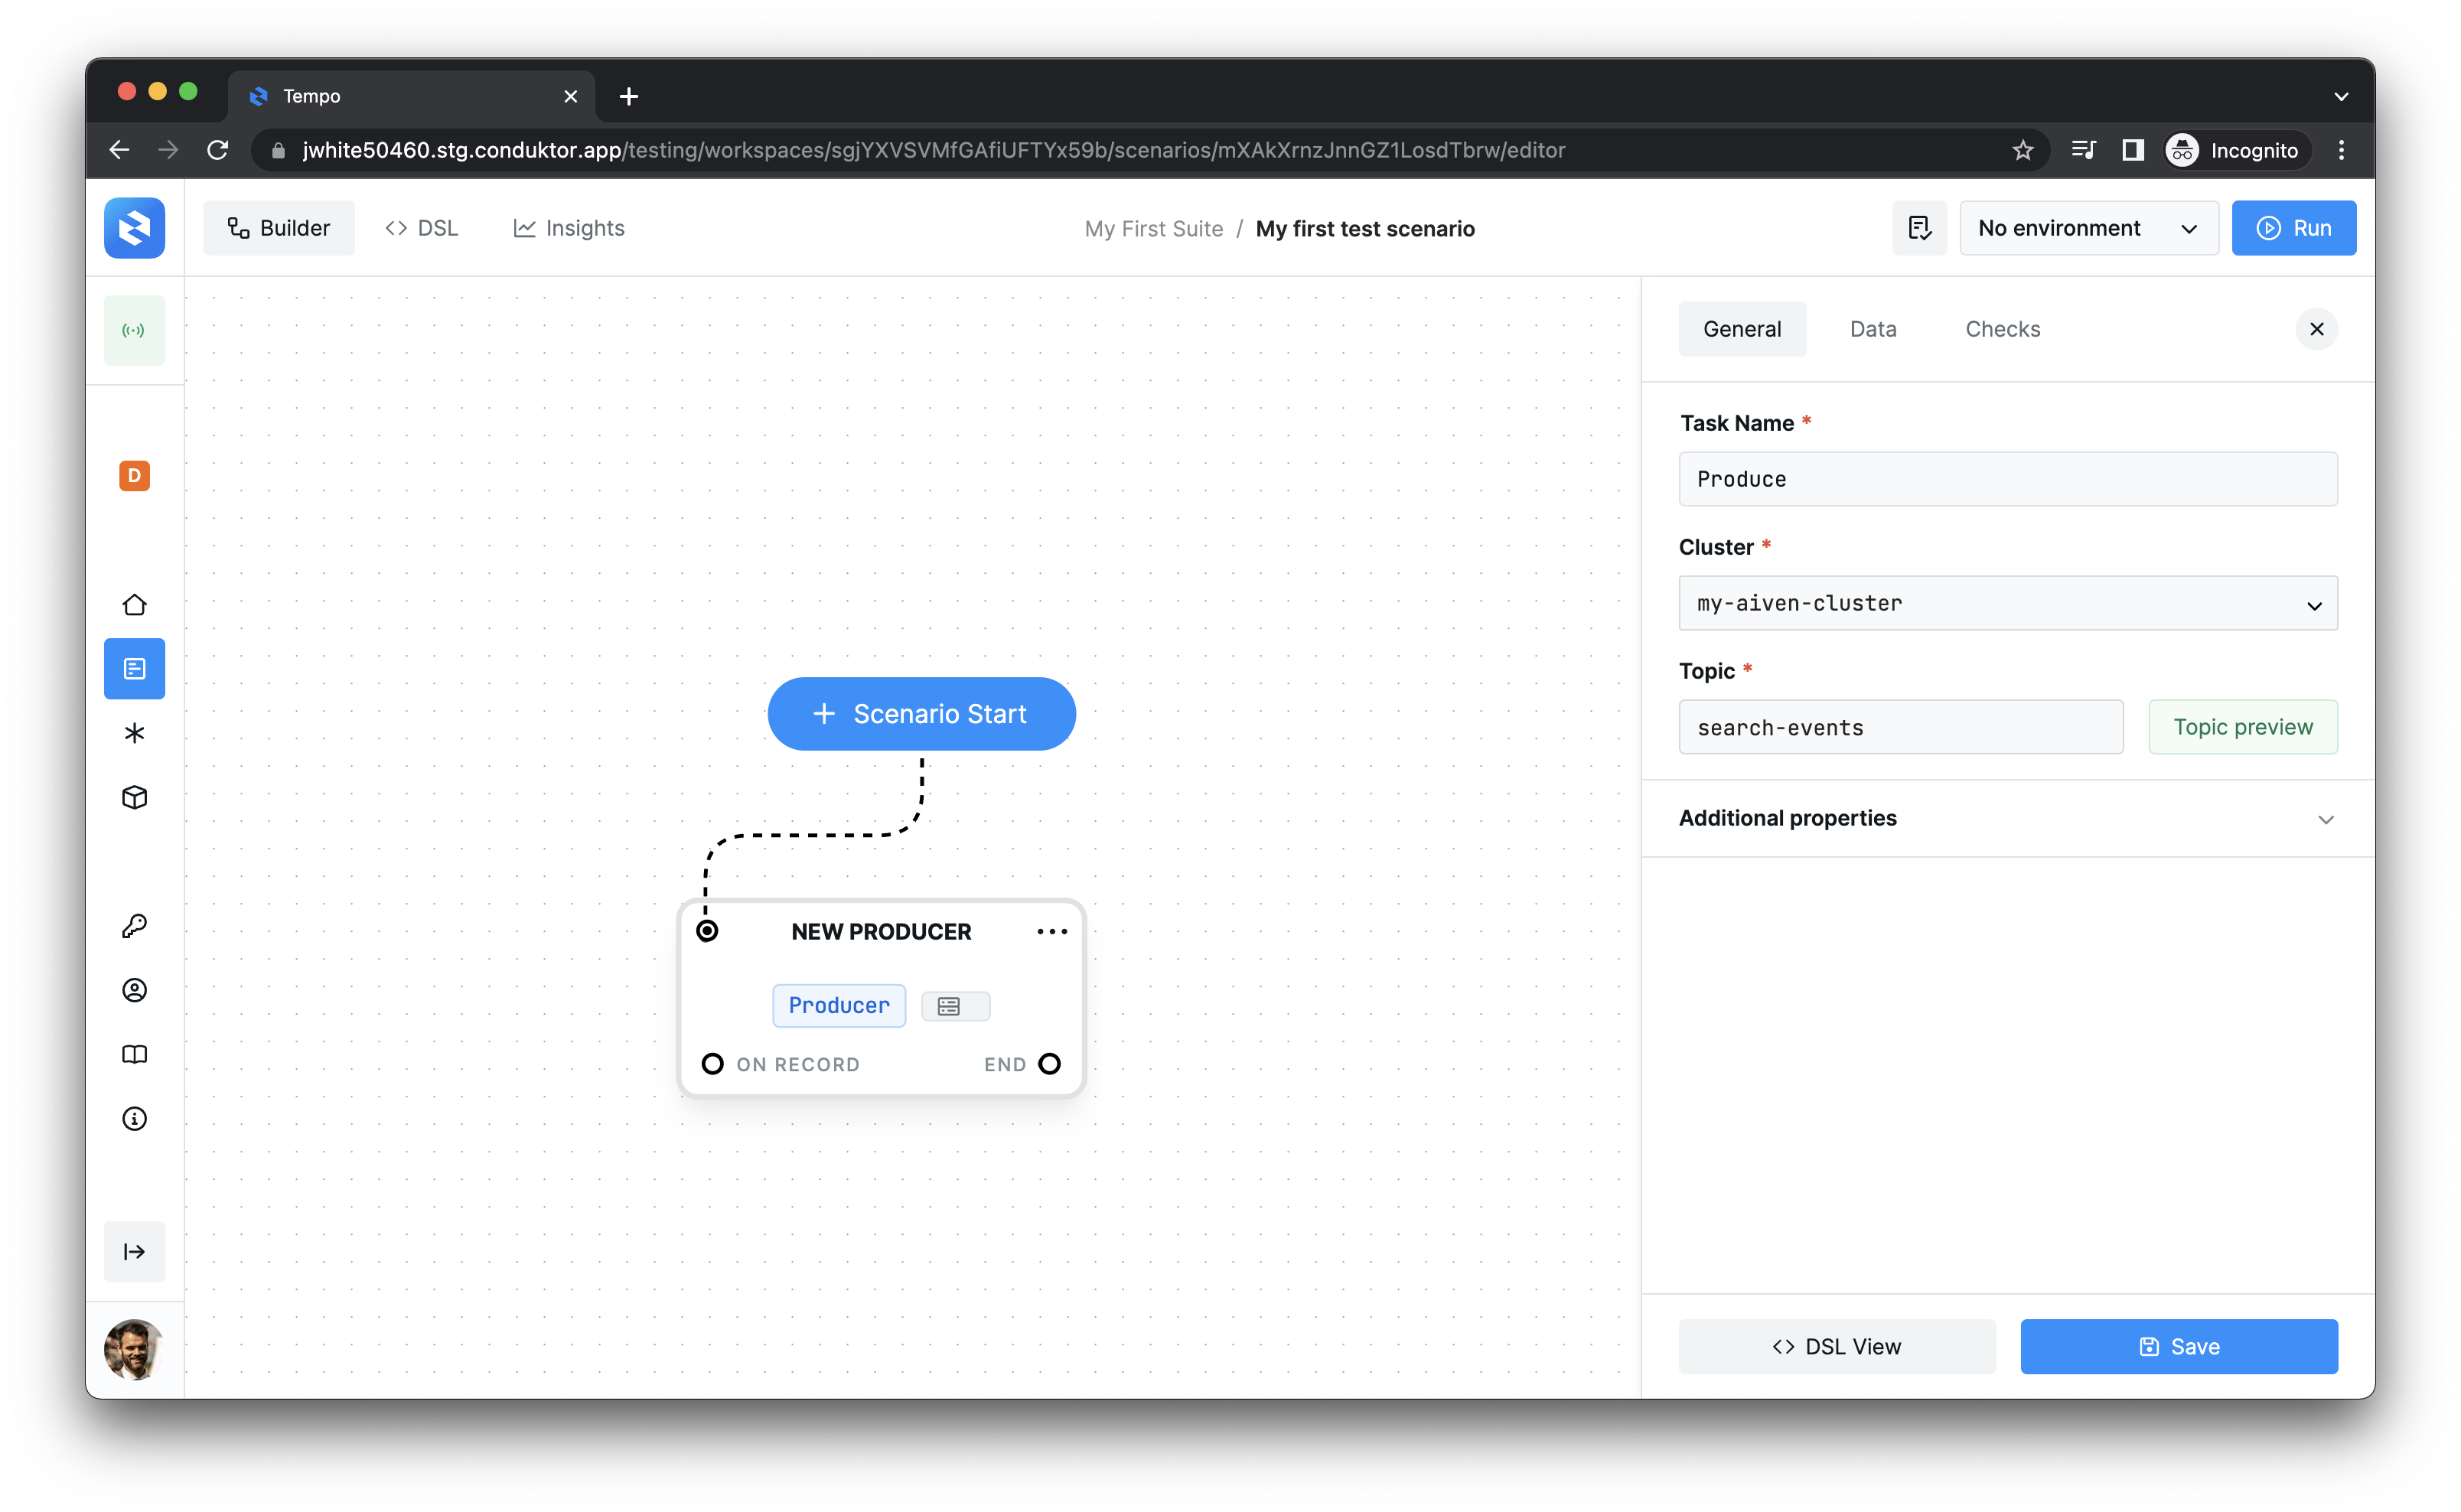 Tempo
jwhite50460.stg.conduktor.app/testing/workspaces/sgjYXVSVMfGAfiUFTYx59b/scenarios/mXAkXrnzJnnGZ1LosdTbrw/editor
Incognito
Builder
DSL
Insights
My First Suite / My first test scenario
No environment
Run
General
Data
Checks
D
Task Name *
Produce
Cluster *
my-aiven-cluster
Topic *
search-events
Topic preview
Additional properties
Scenario Start
NEW PRODUCER
Producer
ON RECORD
END
DSL View
Save